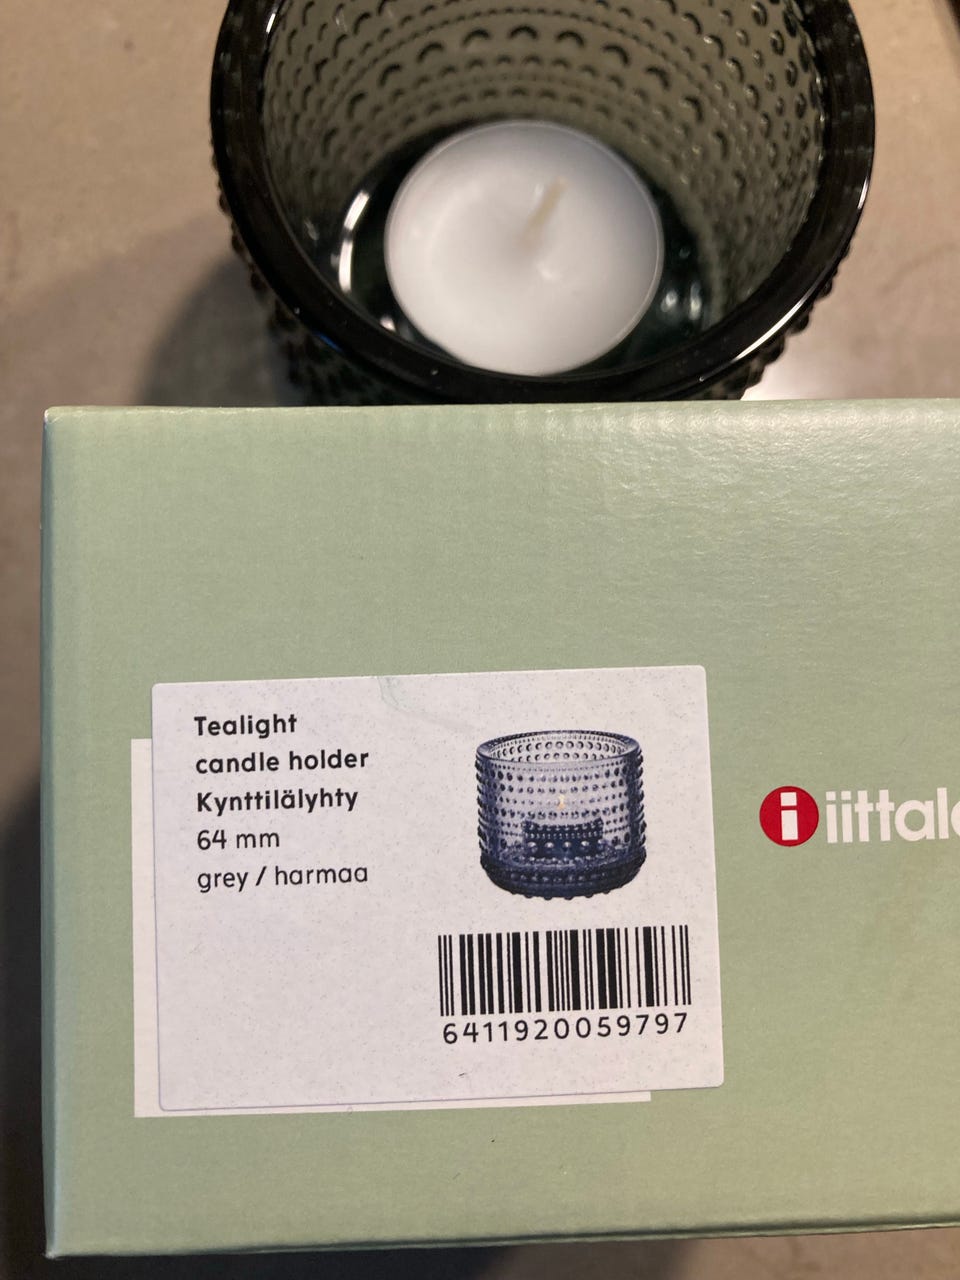 Tealight
candle holder
Kynttilälyhty
64 mm
grey / harmaa
6411920059797
i
iittala